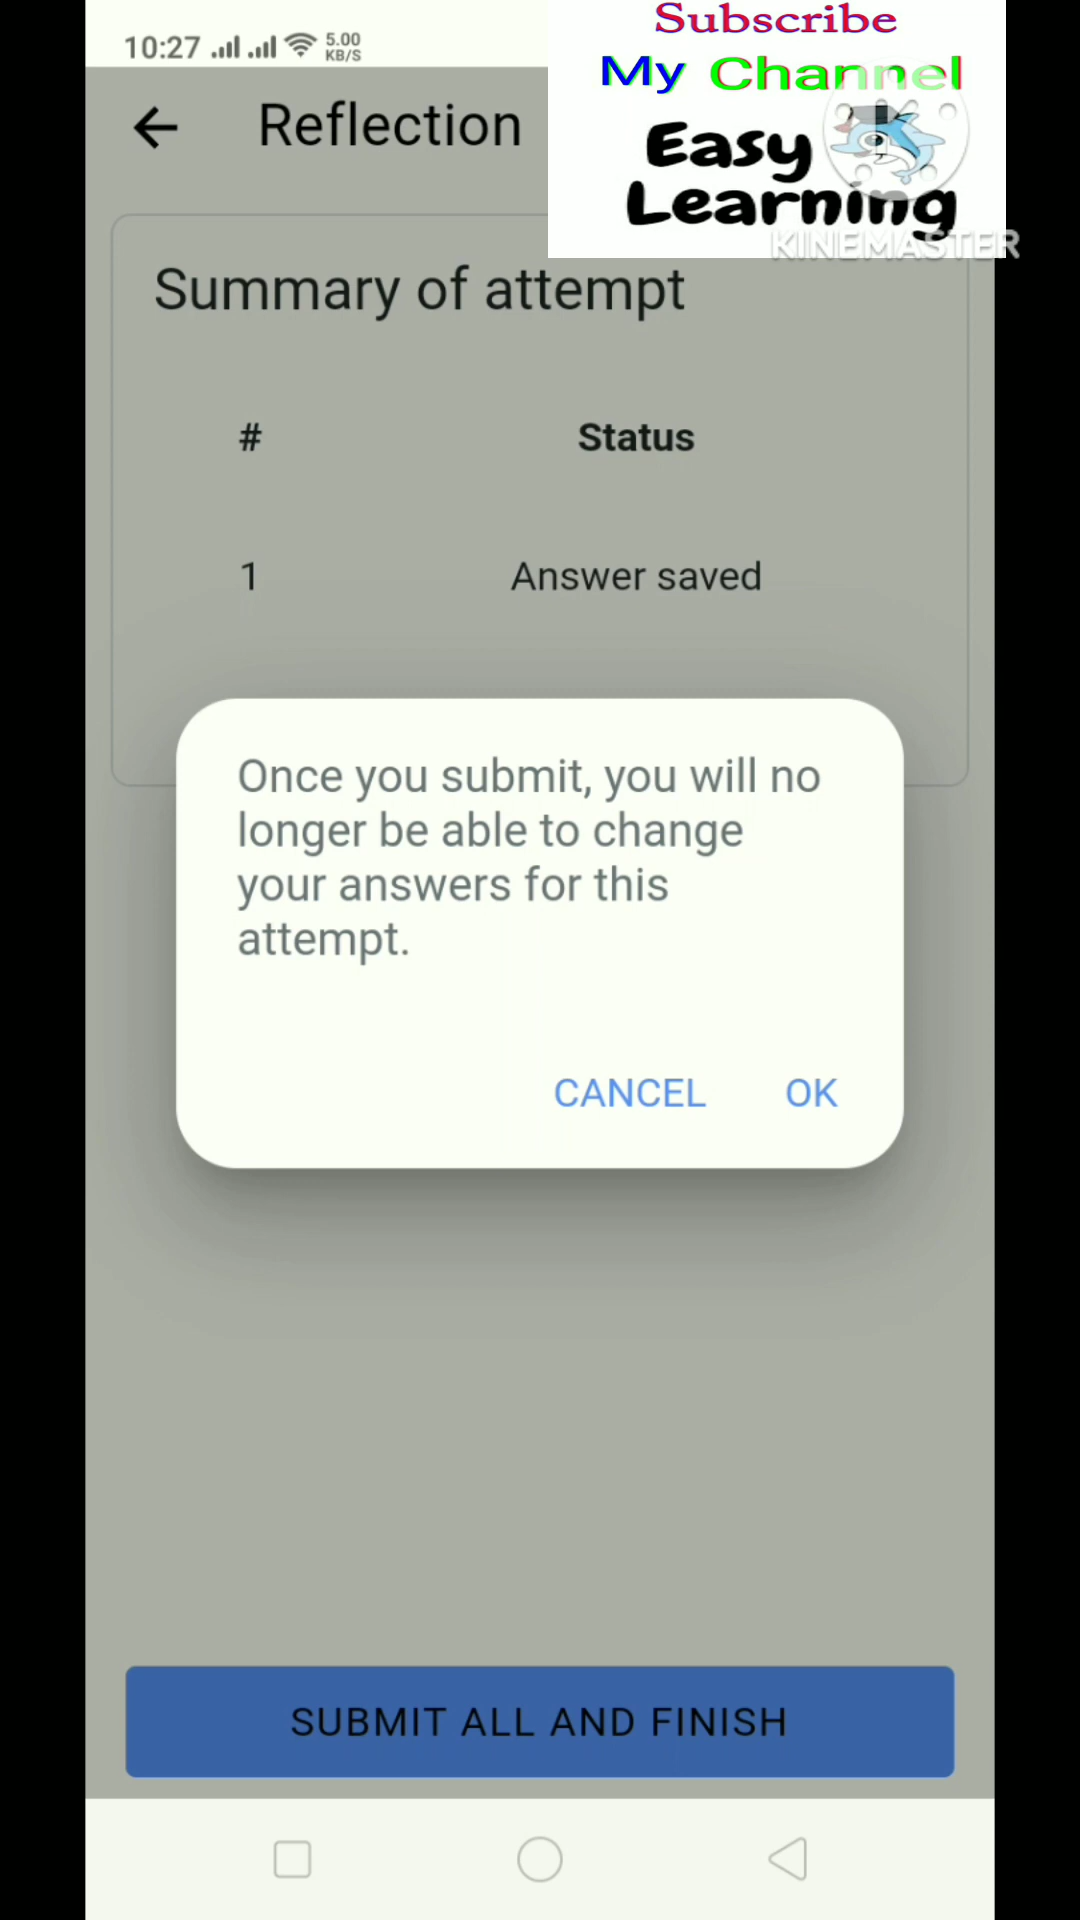 Subscribe
My Channel
Easy
Learning
KINEMASTER
10:27
5.00
KB/S
Reflection
Summary of attempt
# Status
1 Answer saved
Once you submit, you will no
longer be able to change
your answers for this
attempt.
CANCEL OK
SUBMIT ALL AND FINISH